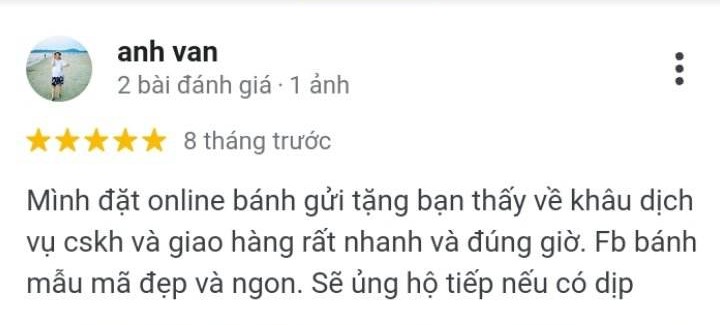 anh van
2 bài đánh giá · 1 ảnh
8 tháng trước
Mình đặt online bánh gửi tặng bạn thấy về khâu dịch
vụ cskh và giao hàng rất nhanh và đúng giờ. Fb bánh
mẫu mã đẹp và ngon. Sẽ ủng hộ tiếp nếu có dịp